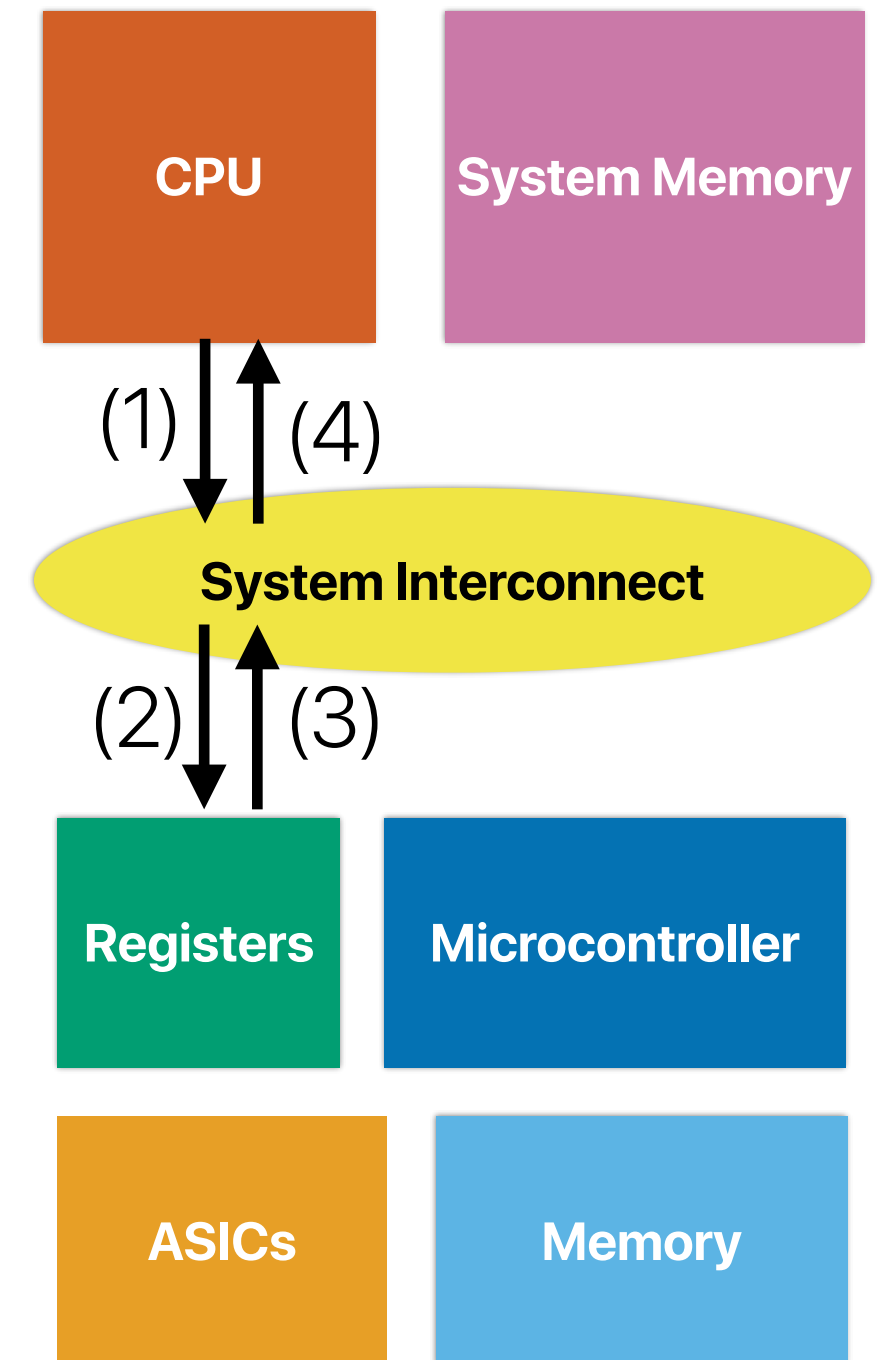 CPU
System Memory
(1)
(4)
System Interconnect
(2)
(3)
Registers
Microcontroller
ASICs
Memory